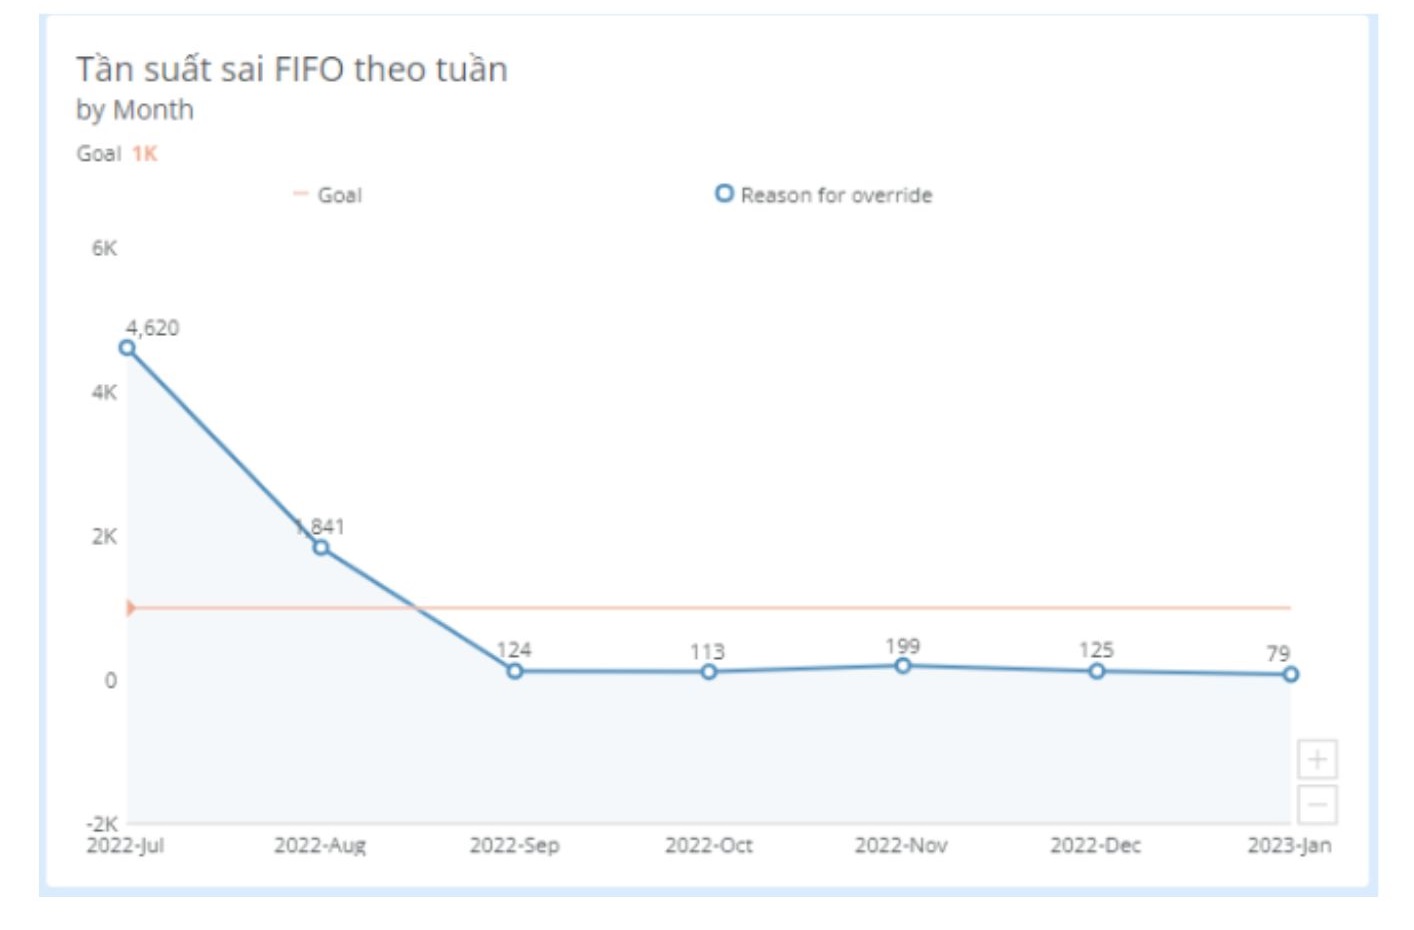 Tần suất sai FIFO theo tuần
by Month
Goal 1K
Goal
Reason for override
6K
4,620
4K
1,841
2K
124
113
199
125
79
0
-2K
2022-Jul
2022-Aug
2022-Sep
2022-Oct
2022-Nov
2022-Dec
2023-Jan